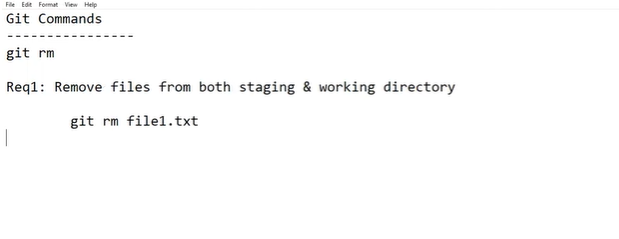 File Edit Format View Help
Git Commands
----------------
git rm
Req1: Remove files from both staging & working directory
git rm file1.txt